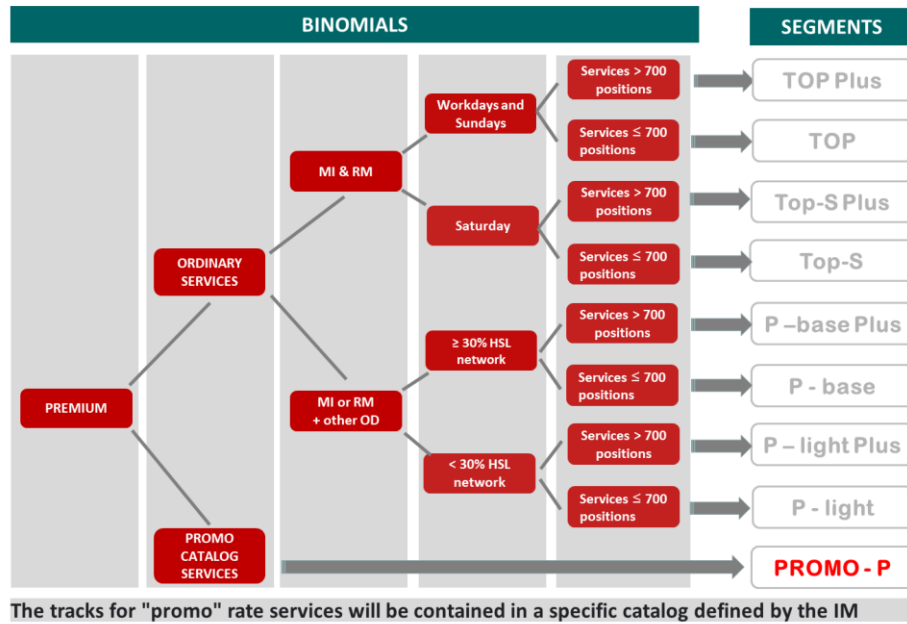 BINOMIALS
SEGMENTS
Services > 700
positions
TOP Plus
Workdays and
Sundays
Services ≤ 700
positions
TOP
MI & RM
Services > 700
positions
Top-S Plus
Saturday
Services ≤ 700
positions
Top-S
ORDINARY
SERVICES
Services > 700
positions
P –base Plus
≥ 30% HSL
network
Services ≤ 700
positions
P - base
PREMIUM
MI or RM
+ other OD
Services > 700
positions
P – light Plus
< 30% HSL
network
Services ≤ 700
positions
P - light
PROMO
CATALOG
SERVICES
PROMO - P
The tracks for "promo" rate services will be contained in a specific catalog defined by the IM